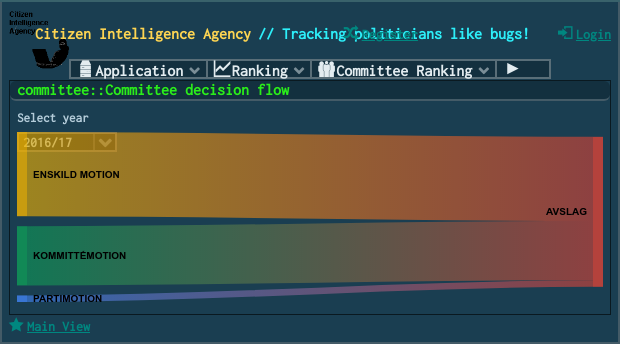 Citizen
Intelligence
Agency
Citizen Intelligence Agency // Tracking politicians like bugs!
Register
Login
Application
Ranking
Committee Ranking
committee::Committee decision flow
Select year
2016/17
ENSKILD MOTION
AVSLAG
KOMMITTÉMOTION
PARTIMOTION
Main View